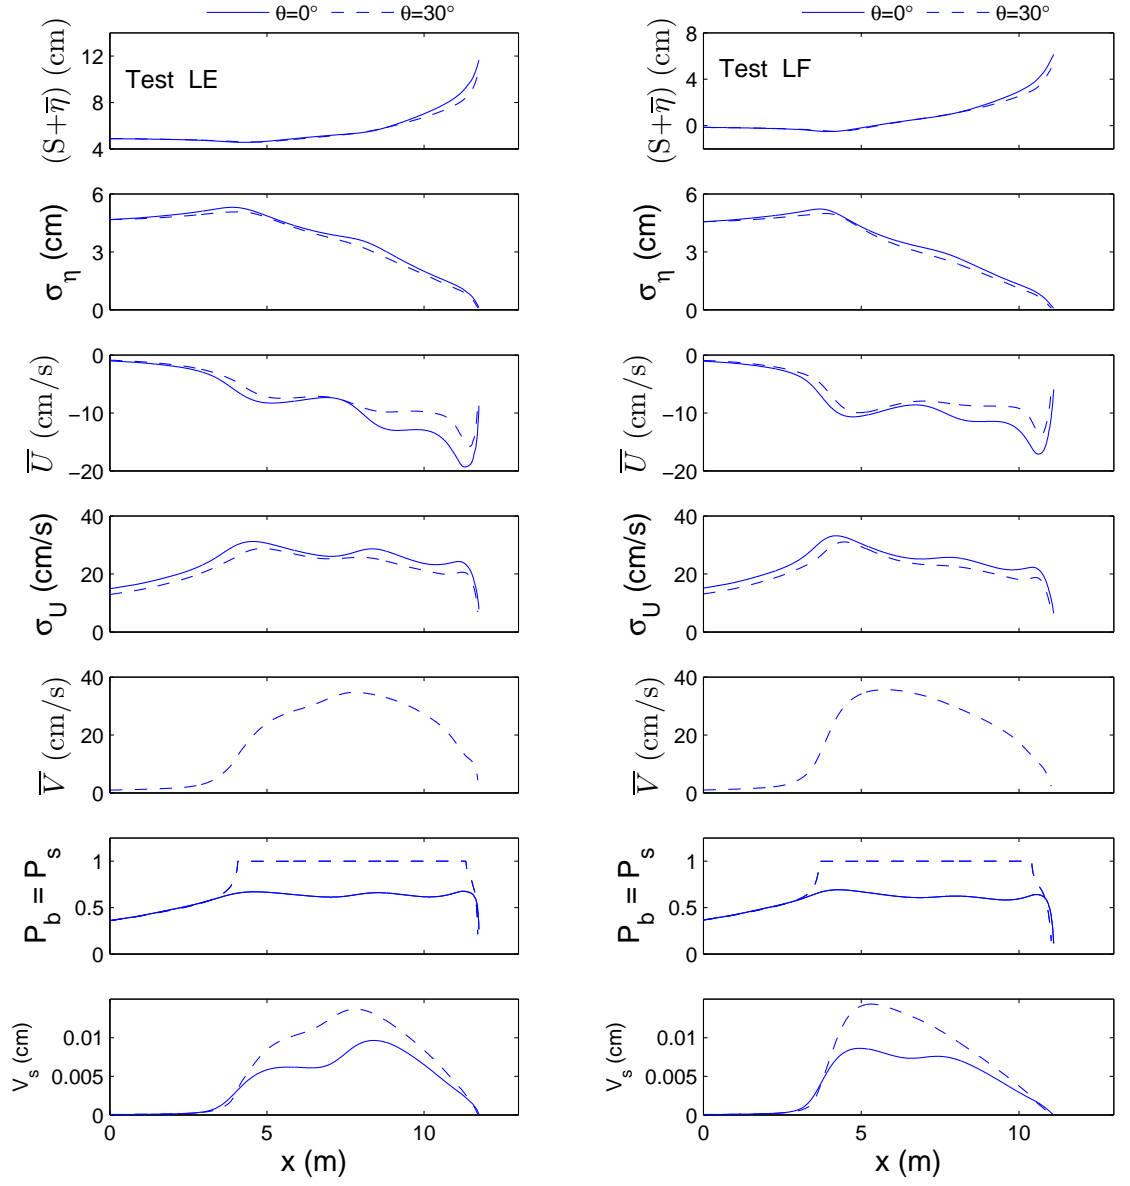 θ=0° θ=30°
θ=0° θ=30°
Test LE
(S+η̅) (cm)
12
8
4
Test LF
(S+η̅) (cm)
8
4
0
σ_η (cm)
6
3
0
σ_η (cm)
6
3
0
U̅ (cm/s)
0
−10
−20
U̅ (cm/s)
0
−10
−20
σ_U (cm/s)
40
20
0
σ_U (cm/s)
40
20
0
V̅ (cm/s)
40
20
0
V̅ (cm/s)
40
20
0
P_b = P_s
1
0.5
0
P_b = P_s
1
0.5
0
V_s (cm)
0.01
0.005
0
0 5 10
x (m)
V_s (cm)
0.01
0.005
0
0 5 10
x (m)